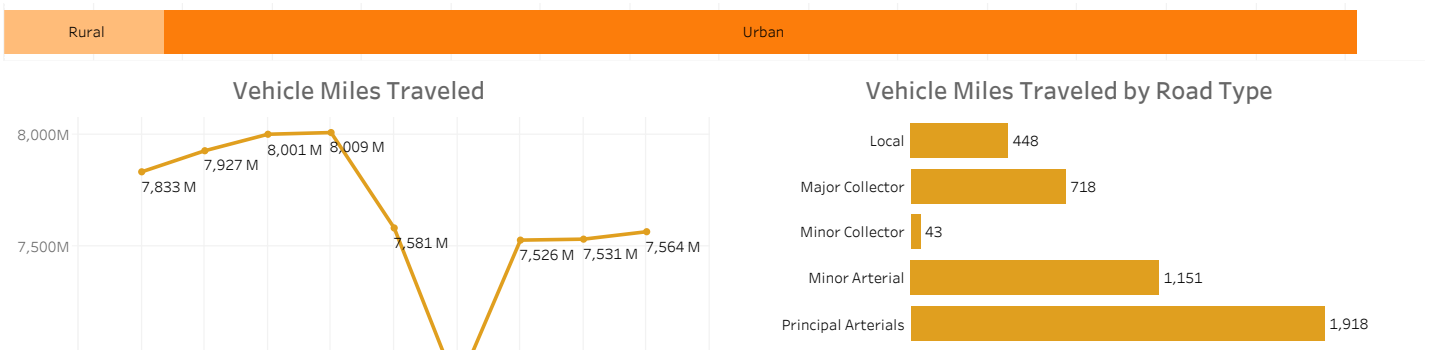 Rural
Urban
Vehicle Miles Traveled
8,000M
7,500M
7,833 M
7,927 M
8,001 M
8,009 M
7,581 M
7,526 M
7,531 M
7,564 M
Vehicle Miles Traveled by Road Type
Local 448
Major Collector 718
Minor Collector 43
Minor Arterial 1,151
Principal Arterials 1,918